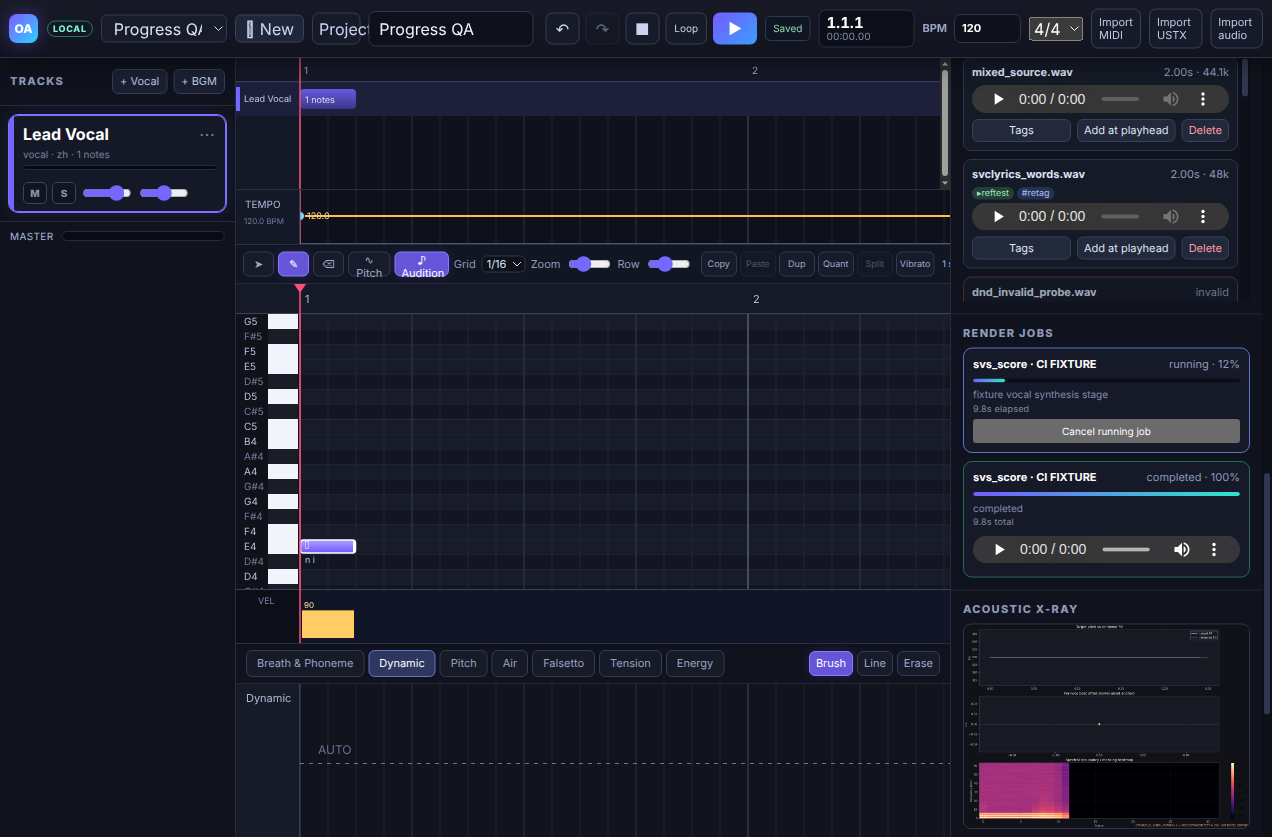 OA
LOCAL
Progress QA
New
Project
Progress QA
Loop
Saved
1.1.1
00:00.00
BPM
120
4/4
Import MIDI
Import USTX
Import audio
TRACKS
+ Vocal
+ BGM
Lead Vocal
vocal · zh · 1 notes
M
S
MASTER
1
2
Lead Vocal
1 notes
TEMPO
120.0 BPM
120.0
Pitch
Audition
Grid
1/16
Zoom
Row
Copy
Paste
Dup
Quant
Split
Vibrato
1
2
G5
F#5
F5
E5
D#5
D5
C#5
C5
B4
A#4
A4
G#4
G4
F#4
F4
E4
D#4
D4
n i
VEL
90
Breath & Phoneme
Dynamic
Pitch
Air
Falsetto
Tension
Energy
Brush
Line
Erase
Dynamic
AUTO
mixed_source.wav
2.00s · 44.1k
0:00 / 0:00
Tags
Add at playhead
Delete
svclyrics_words.wav
2.00s · 48k
▸reftest
#retag
0:00 / 0:00
Tags
Add at playhead
Delete
dnd_invalid_probe.wav
invalid
RENDER JOBS
svs_score · CI FIXTURE
running · 12%
fixture vocal synthesis stage
9.8s elapsed
Cancel running job
svs_score · CI FIXTURE
completed · 100%
completed
9.8s total
0:00 / 0:00
ACOUSTIC X-RAY